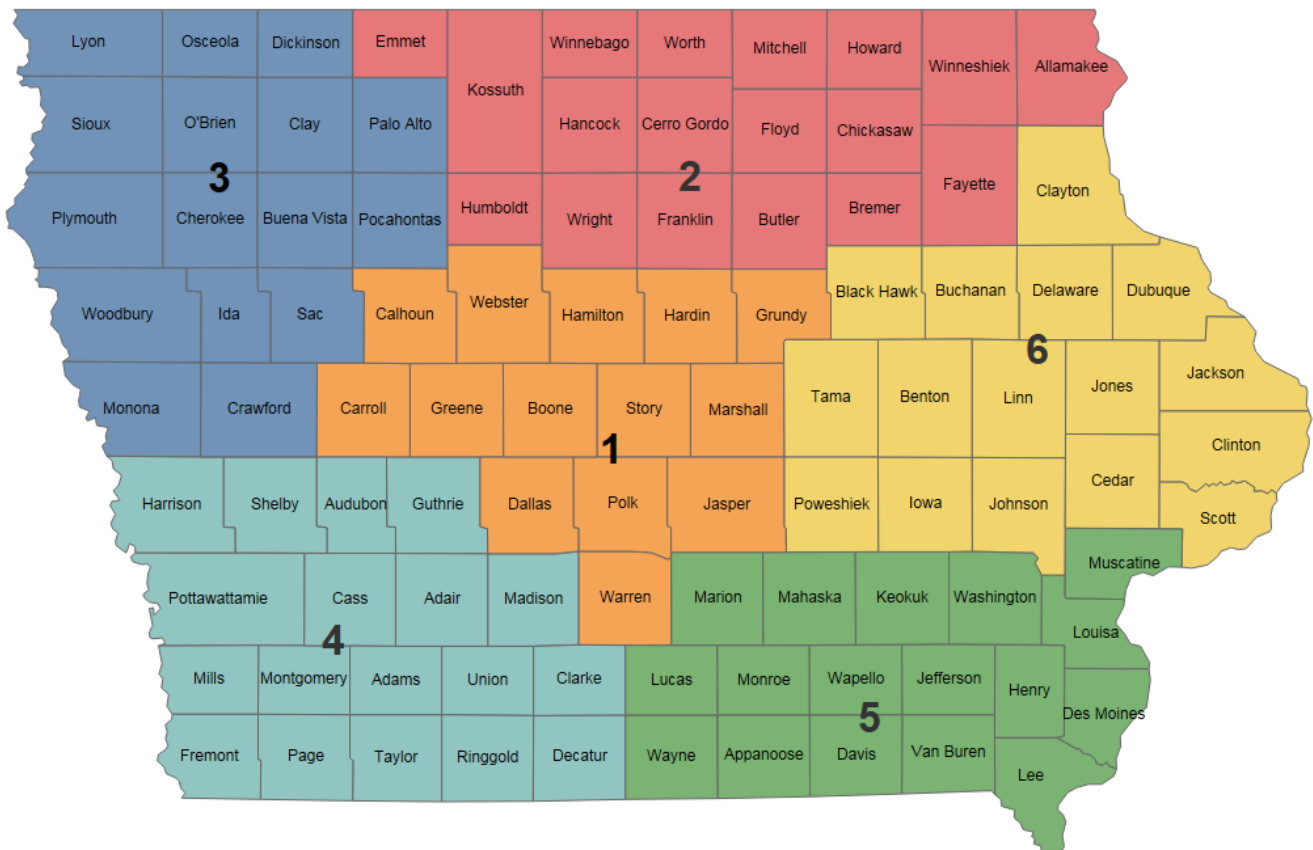 Lyon
Osceola
Dickinson
Emmet
Kossuth
Winnebago
Worth
Mitchell
Howard
Winneshiek
Allamakee
Sioux
O'Brien
Clay
Palo Alto
Hancock
Cerro Gordo
Floyd
Chickasaw
3
2
Fayette
Clayton
Plymouth
Cherokee
Buena Vista
Pocahontas
Humboldt
Wright
Franklin
Butler
Bremer
Woodbury
Ida
Sac
Calhoun
Webster
Hamilton
Hardin
Grundy
Black Hawk
Buchanan
Delaware
Dubuque
6
Monona
Crawford
Carroll
Greene
Boone
Story
Marshall
Tama
Benton
Linn
Jones
Jackson
1
Clinton
Harrison
Shelby
Audubon
Guthrie
Dallas
Polk
Jasper
Poweshiek
Iowa
Johnson
Cedar
Scott
Muscatine
Pottawattamie
Cass
Adair
Madison
Warren
Marion
Mahaska
Keokuk
Washington
Louisa
4
Mills
Montgomery
Adams
Union
Clarke
Lucas
Monroe
Wapello
Jefferson
Henry
Des Moines
5
Fremont
Page
Taylor
Ringgold
Decatur
Wayne
Appanoose
Davis
Van Buren
Lee